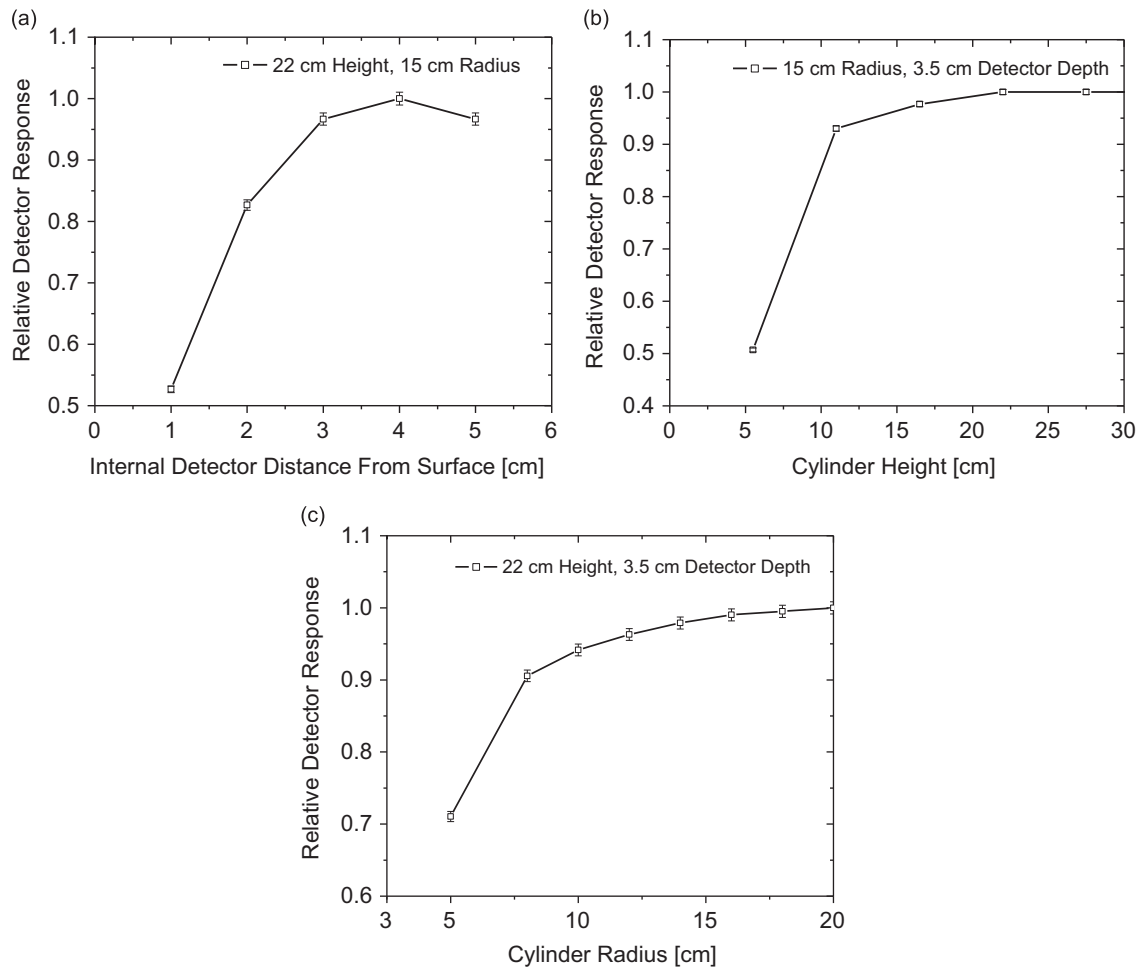 (a)
1.1
1.0
0.9
0.8
0.7
0.6
0.5
0 1 2 3 4 5 6
Relative Detector Response
Internal Detector Distance From Surface [cm]
22 cm Height, 15 cm Radius
(b)
1.1
1.0
0.9
0.8
0.7
0.6
0.5
0.4
0 5 10 15 20 25 30
Relative Detector Response
Cylinder Height [cm]
15 cm Radius, 3.5 cm Detector Depth
(c)
1.1
1.0
0.9
0.8
0.7
0.6
3 5 10 15 20
Relative Detector Response
Cylinder Radius [cm]
22 cm Height, 3.5 cm Detector Depth